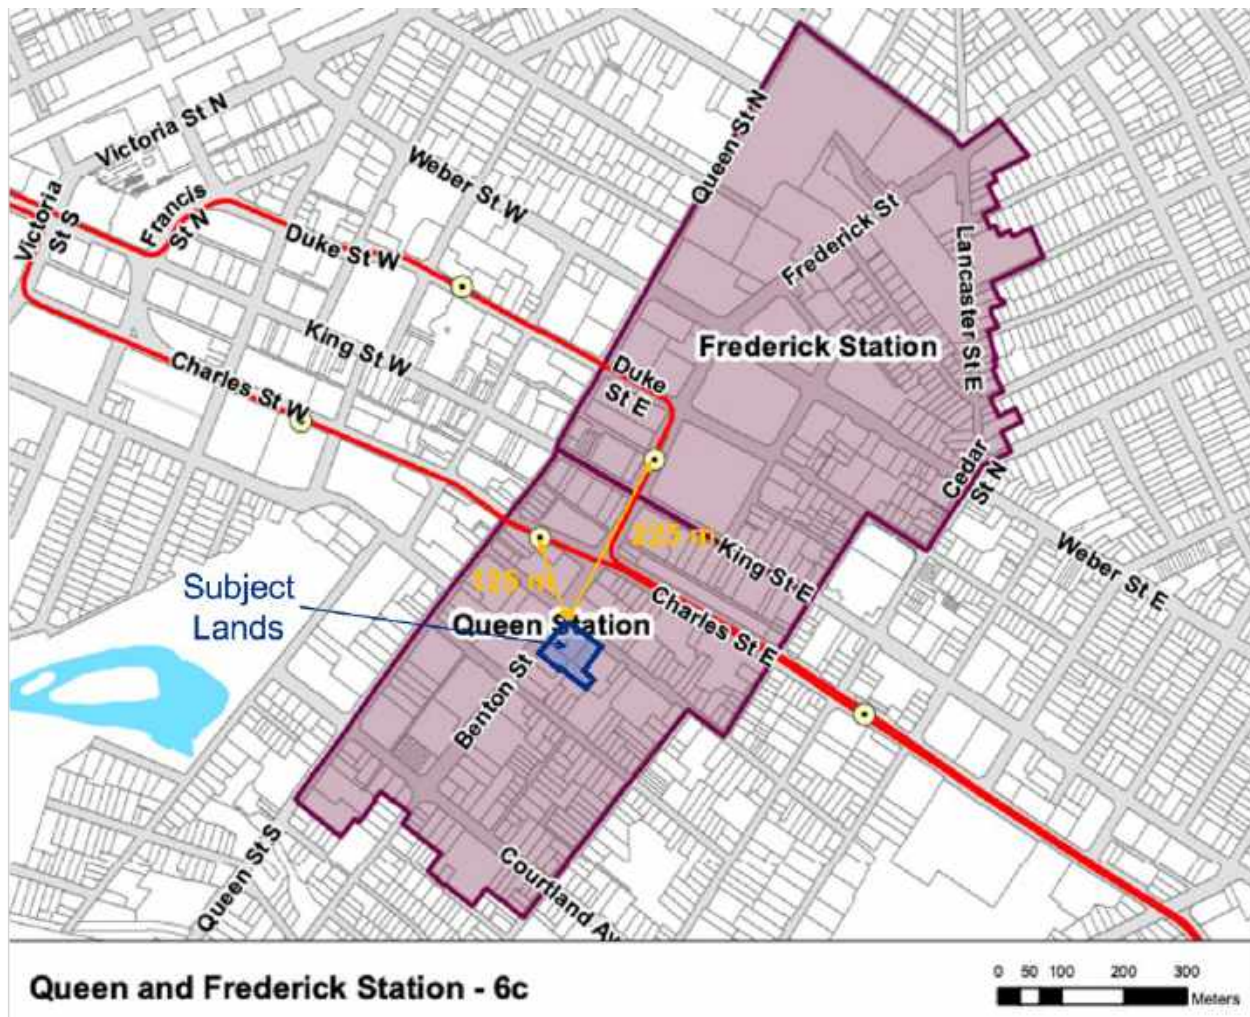 Victoria St N
Queen St N
Weber St W
Francis
St N
Victoria
St S
Frederick St
Duke St W
Lancaster St E
King St W
Frederick Station
Charles St W
Duke
St E
Cedar
St N
225 m
King St E
Weber St E
125 m
Subject
Lands
Charles St E
Queen Station
Benton St
Queen St S
Courtland Av
Queen and Frederick Station - 6c
0 50 100 200 300
Meters